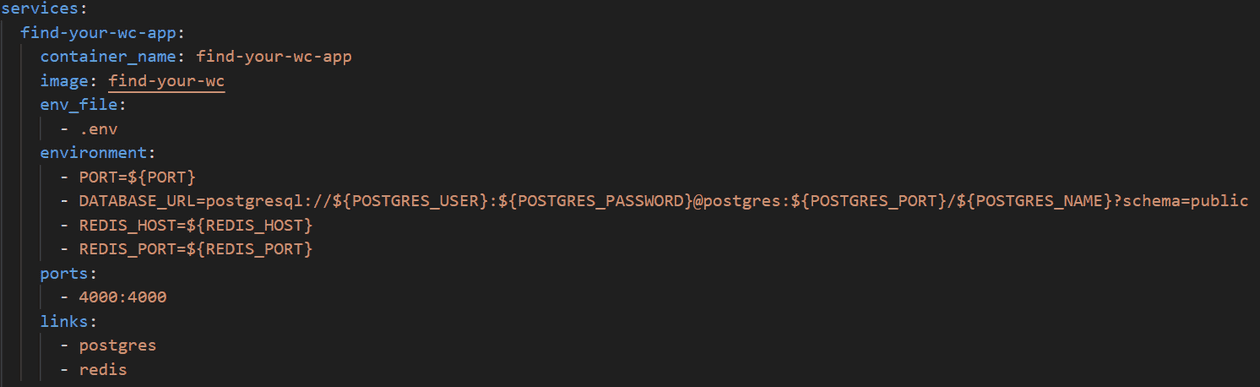 services:
find-your-wc-app:
container_name: find-your-wc-app
image: find-your-wc
env_file:
- .env
environment:
- PORT=${PORT}
- DATABASE_URL=postgresql://${POSTGRES_USER}:${POSTGRES_PASSWORD}@postgres:${POSTGRES_PORT}/${POSTGRES_NAME}?schema=public
- REDIS_HOST=${REDIS_HOST}
- REDIS_PORT=${REDIS_PORT}
ports:
- 4000:4000
links:
- postgres
- redis